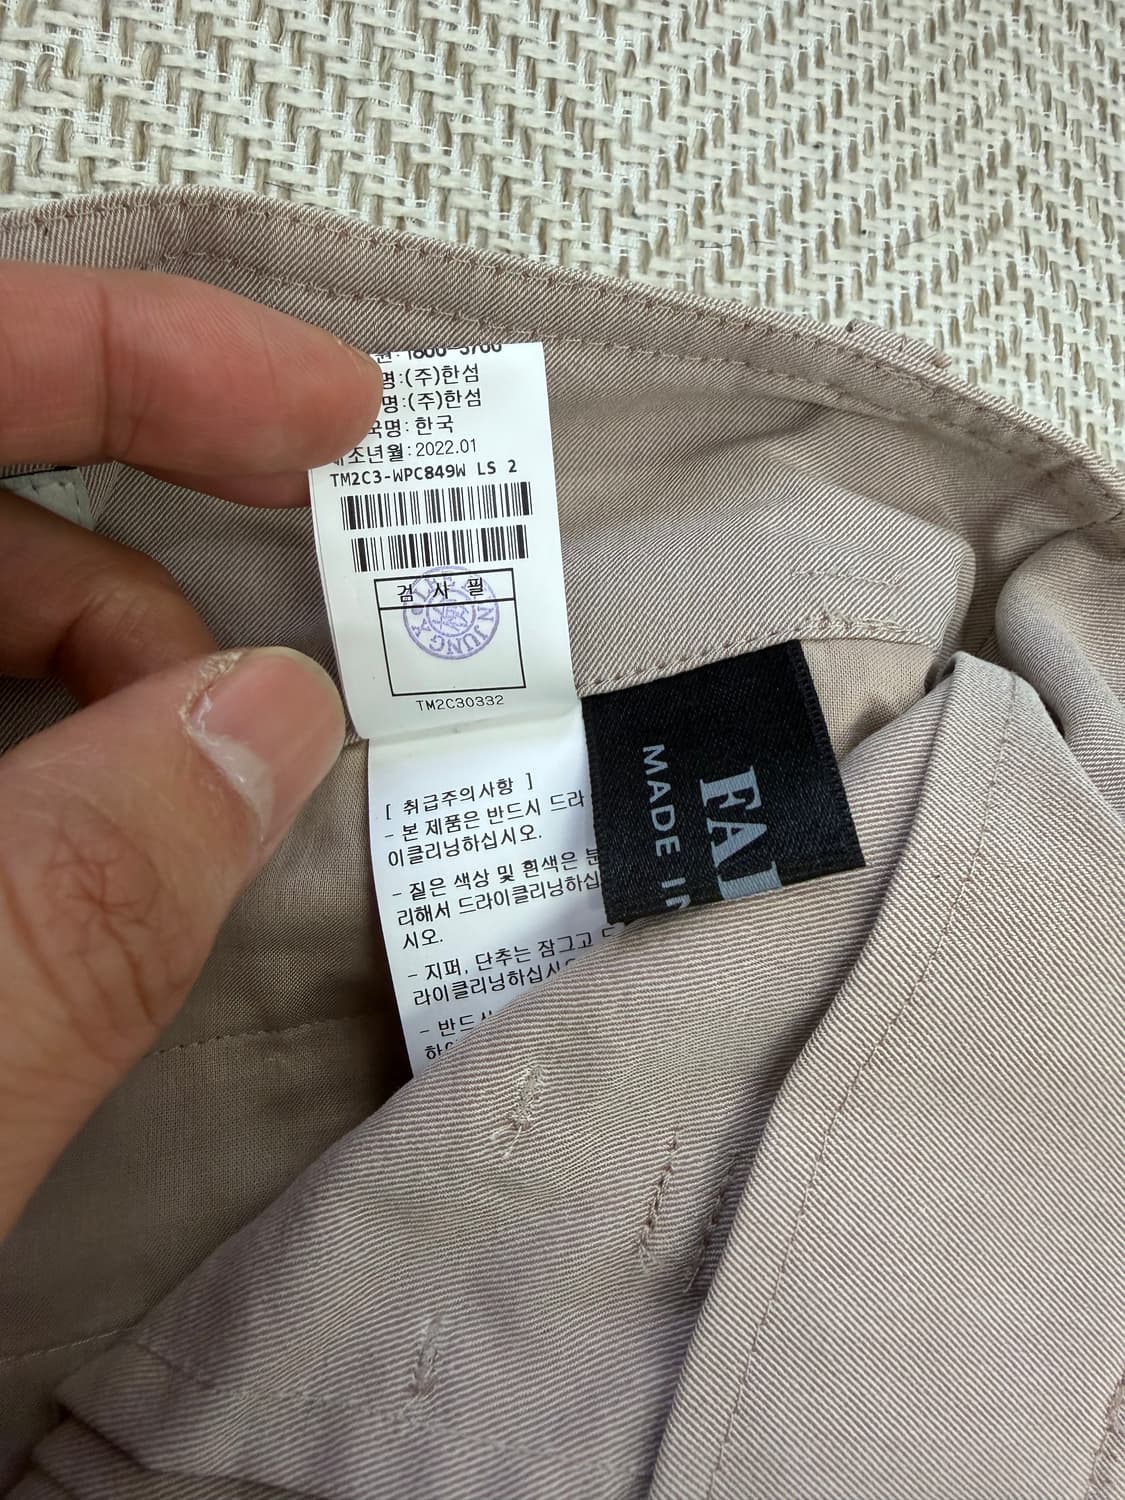 원: 1800-5700
명:(주)한섬
명:(주)한섬
국명: 한국
제조년월: 2022.01
TM2C3-WPC849W LS 2
검 사 필
JUNG
TM2C30332
[ 취급주의사항 ]
- 본 제품은 반드시 드라
이클리닝하십시오.
- 짙은 색상 및 흰색은 분
리해서 드라이클리닝하십
시오.
- 지퍼, 단추는 잠그고 드
라이클리닝하십시오
- 반드시
MADE IN